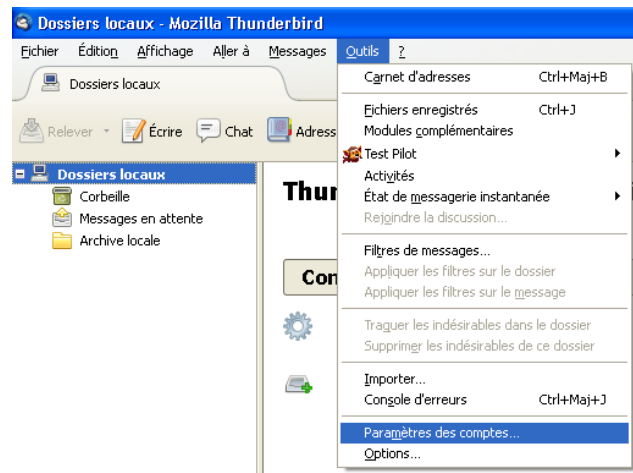 Dossiers locaux - Mozilla Thunderbird
Fichier Édition Affichage Aller à Messages Outils ?
Dossiers locaux
Relever Écrire Chat Adress
Dossiers locaux
Corbeille
Messages en attente
Archive locale
Thun
Con
Carnet d'adresses Ctrl+Maj+B
Fichiers enregistrés Ctrl+J
Modules complémentaires
Test Pilot
Activités
État de messagerie instantanée
Rejoindre la discussion...
Filtres de messages...
Appliquer les filtres sur le dossier
Appliquer les filtres sur le message
Traquer les indésirables dans le dossier
Supprimer les indésirables de ce dossier
Importer...
Console d'erreurs Ctrl+Maj+J
Paramètres des comptes...
Options...